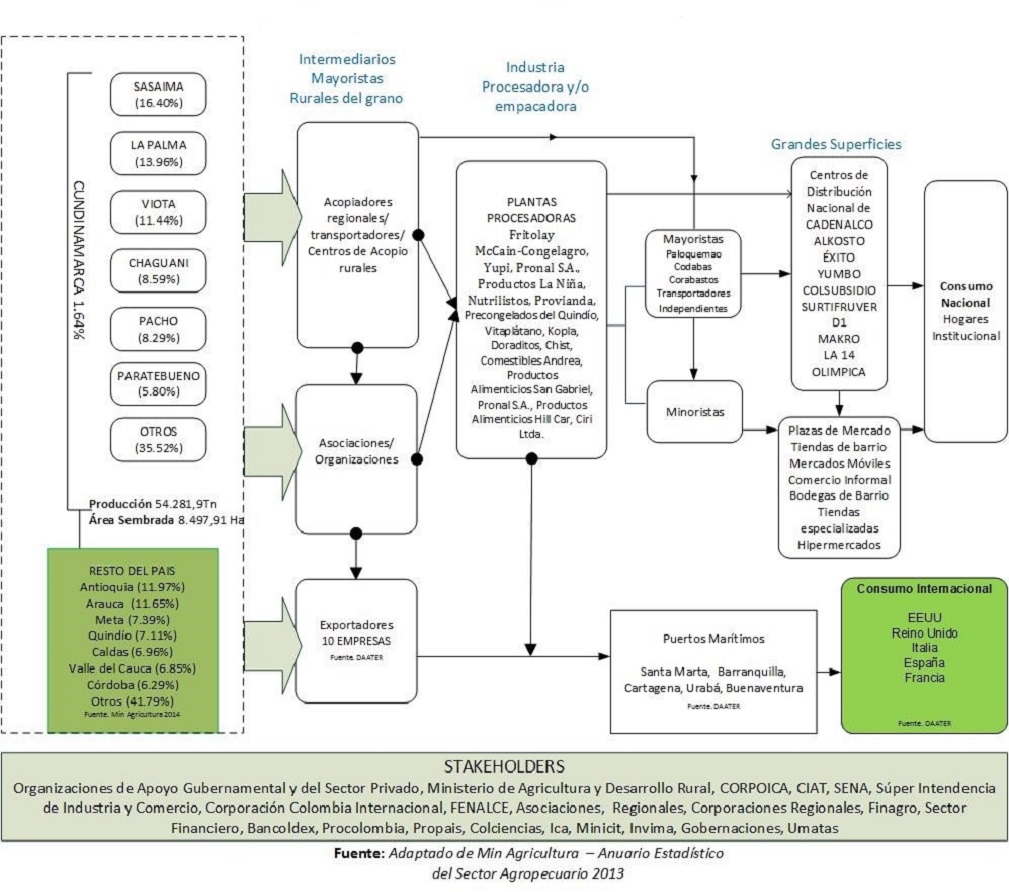 CUNDINAMARCA 1.64%
SASAIMA
(16.40%)
LA PALMA
(13.96%)
VIOTA
(11.44%)
CHAGUANI
(8.59%)
PACHO
(8.29%)
PARATEBUENO
(5.80%)
OTROS
(35.52%)
Producción 54.281,9Tn
Área Sembrada 8.497,91 Ha
RESTO DEL PAIS
Antioquia (11.97%)
Arauca (11.65%)
Meta (7.39%)
Quindío (7.11%)
Caldas (6.96%)
Valle del Cauca (6.85%)
Córdoba (6.29%)
Otros (41.79%)
Fuente. Min Agricultura 2014
Intermediarios
Mayoristas
Rurales del grano
Acopiadores
regionales/
transportadores/
Centros de Acopio
rurales
Asociaciones/
Organizaciones
Exportadores
10 EMPRESAS
Fuente. DAATER
Industria
Procesadora y/o
empacadora
PLANTAS
PROCESADORAS
Fritolay
McCain-Congelagro,
Yupi, Pronal S.A.,
Productos La Niña,
Nutrilistos, Provianda,
Precongelados del Quindío,
Vitaplátano, Kopla,
Doraditos, Chist,
Comestibles Andrea,
Productos
Alimenticios San Gabriel,
Pronal S.A., Productos
Alimenticios Hill Car, Ciri
Ltda.
Mayoristas
Paloquemao
Codabas
Corabastos
Transportadores
Independientes
Minoristas
Grandes Superficies
Centros de
Distribución
Nacional de
CADENALCO
ALKOSTO
ÉXITO
YUMBO
COLSUBSIDIO
SURTIFRUVER
D1
MAKRO
LA 14
OLIMPICA
Plazas de Mercado
Tiendas de barrio
Mercados Móviles
Comercio Informal
Bodegas de Barrio
Tiendas
especializadas
Hipermercados
Consumo
Nacional
Hogares
Institucional
Puertos Marítimos
Santa Marta, Barranquilla,
Cartagena, Urabá, Buenaventura
Fuente. DAATER
Consumo Internacional
EEUU
Reino Unido
Italia
España
Francia
Fuente. DAATER
STAKEHOLDERS
Organizaciones de Apoyo Gubernamental y del Sector Privado, Ministerio de Agricultura y Desarrollo Rural, CORPOICA, CIAT, SENA, Súper Intendencia
de Industria y Comercio, Corporación Colombia Internacional, FENALCE, Asociaciones, Regionales, Corporaciones Regionales, Finagro, Sector
Financiero, Bancoldex, Procolombia, Propais, Colciencias, Ica, Minicit, Invima, Gobernaciones, Umatas
Fuente: Adaptado de Min Agricultura – Anuario Estadístico
del Sector Agropecuario 2013